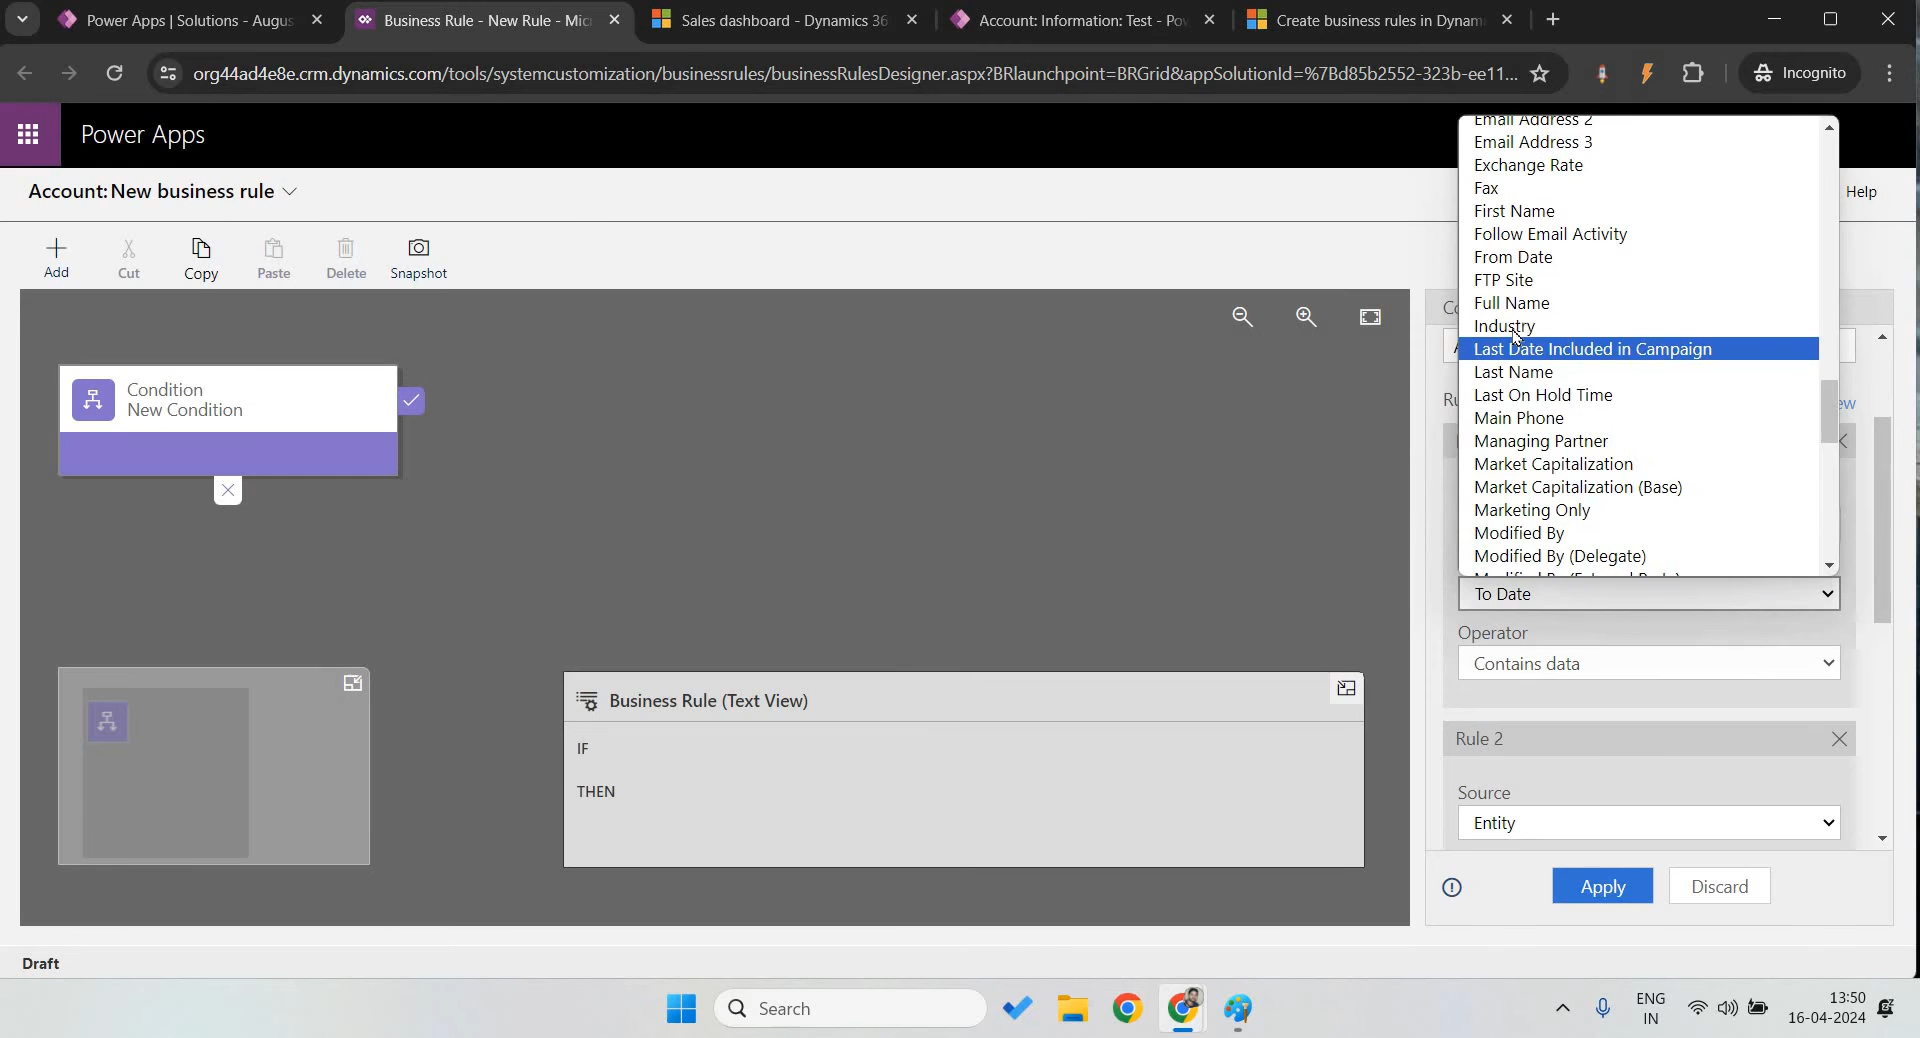 Power Apps | Solutions - Augus
Business Rule - New Rule - Mic
Sales dashboard - Dynamics 36
Account: Information: Test - Po
Create business rules in Dynam
org44ad4e8e.crm.dynamics.com/tools/systemcustomization/businessrules/businessRulesDesigner.aspx?BRlaunchpoint=BRGrid&appSolutionId=%7Bd85b2552-323b-ee11...
Incognito
Power Apps
Account: New business rule
Help
Add
Cut
Copy
Paste
Delete
Snapshot
Condition
New Condition
Business Rule (Text View)
IF
THEN
Email Address 2
Email Address 3
Exchange Rate
Fax
First Name
Follow Email Activity
From Date
FTP Site
Full Name
Industry
Last Date Included in Campaign
Last Name
Last On Hold Time
Main Phone
Managing Partner
Market Capitalization
Market Capitalization (Base)
Marketing Only
Modified By
Modified By (Delegate)
To Date
Operator
Contains data
Rule 2
Source
Entity
Apply
Discard
Draft
Search
ENG
IN
13:50
16-04-2024